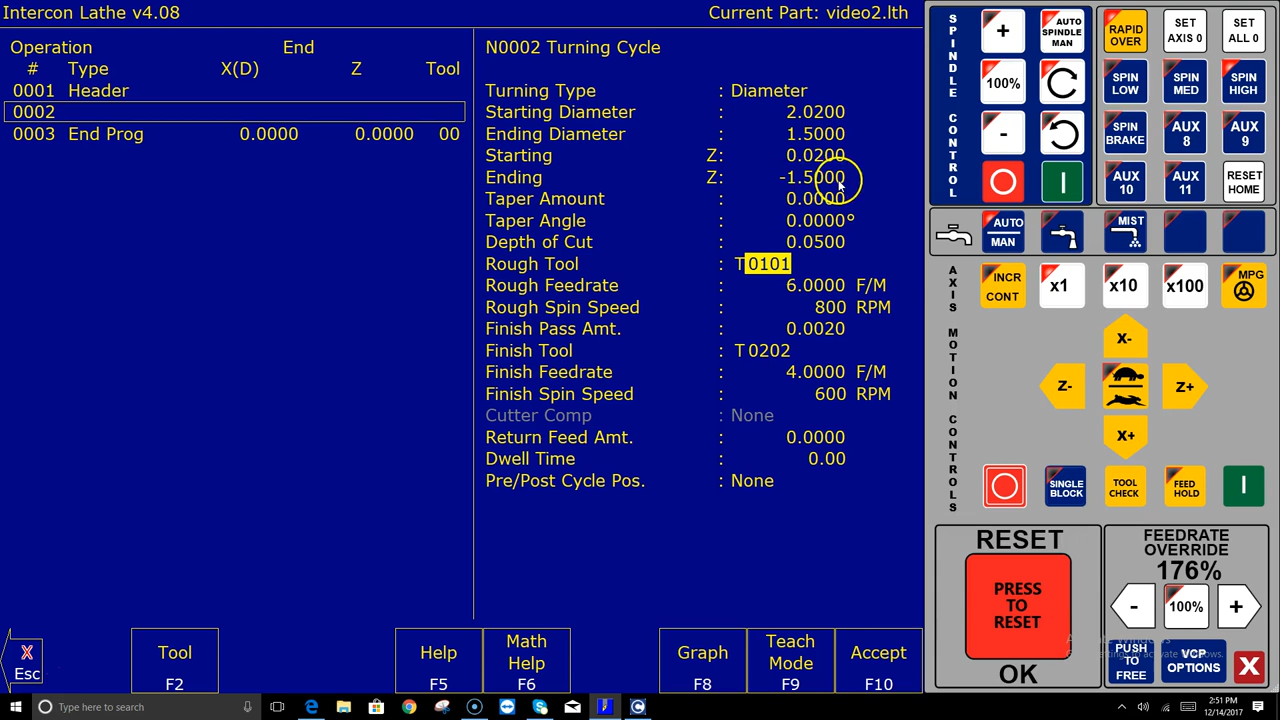 Intercon Lathe v4.08
Current Part: video2.lth
Operation End
# Type X(D) Z Tool
0001 Header
0002
0003 End Prog 0.0000 0.0000 00
N0002 Turning Cycle
Turning Type : Diameter
Starting Diameter : 2.0200
Ending Diameter : 1.5000
Starting Z: 0.0200
Ending Z: -1.5000
Taper Amount : 0.0000
Taper Angle : 0.0000°
Depth of Cut : 0.0500
Rough Tool : T 0101
Rough Feedrate : 6.0000 F/M
Rough Spin Speed : 800 RPM
Finish Pass Amt. : 0.0020
Finish Tool : T 0202
Finish Feedrate : 4.0000 F/M
Finish Spin Speed : 600 RPM
Cutter Comp : None
Return Feed Amt. : 0.0000
Dwell Time : 0.00
Pre/Post Cycle Pos. : None
X
Esc
Tool
F2
Help
F5
Math
Help
F6
Graph
F8
Teach
Mode
F9
Accept
F10
SPINDLE CONTROL
+
AUTO
SPINDLE
MAN
100%
-
RAPID
OVER
SET
AXIS 0
SET
ALL 0
SPIN
LOW
SPIN
MED
SPIN
HIGH
SPIN
BRAKE
AUX
8
AUX
9
AUX
10
AUX
11
RESET
HOME
AUTO
MAN
MIST
AXIS MOTION CONTROLS
INCR
CONT
x1
x10
x100
MPG
X-
Z-
Z+
X+
SINGLE
BLOCK
TOOL
CHECK
FEED
HOLD
RESET
PRESS
TO
RESET
OK
FEEDRATE
OVERRIDE
176%
-
100%
+
PUSH
TO
FREE
VCP
OPTIONS
X
Type here to search
2:51 PM
12/14/2017